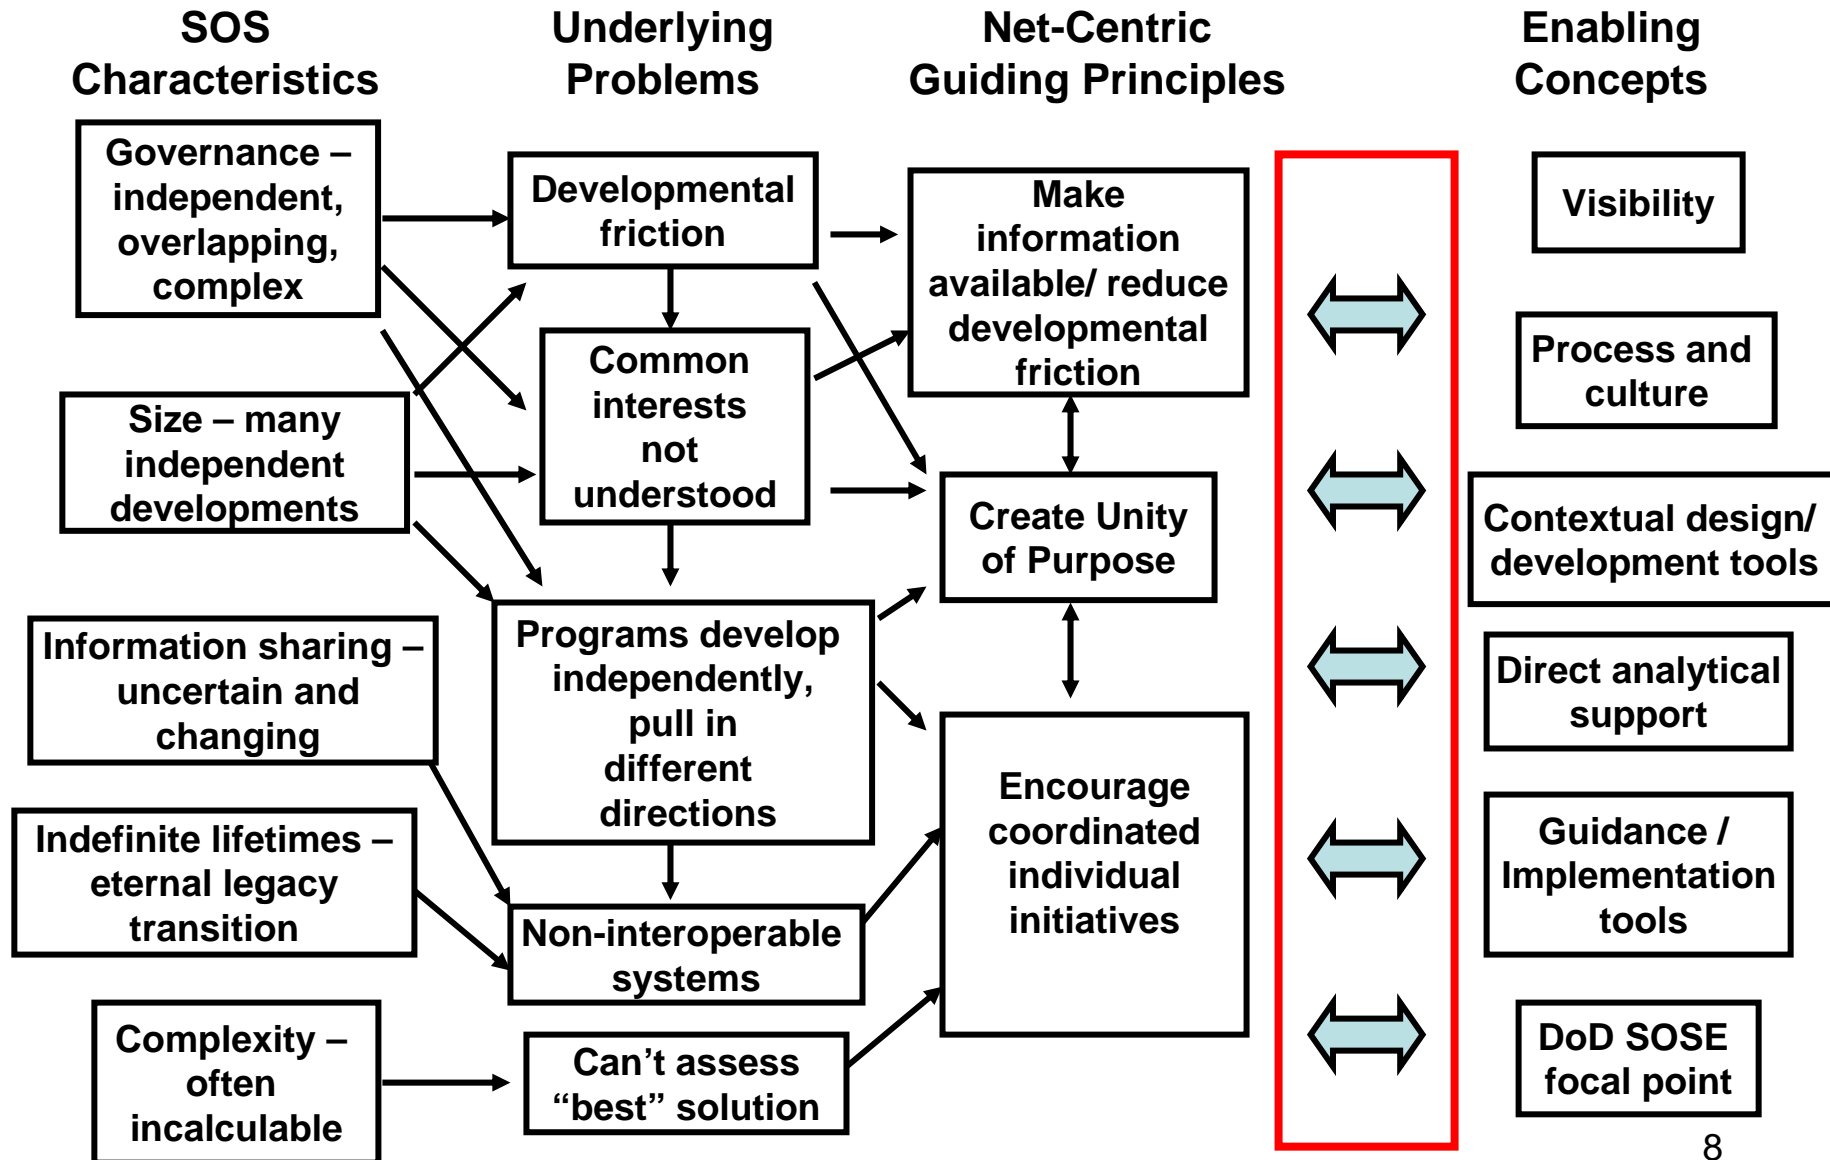 SOS
Characteristics
Underlying
Problems
Net-Centric
Guiding Principles
Enabling
Concepts
Governance –
independent,
overlapping,
complex
Size – many
independent
developments
Information sharing –
uncertain and
changing
Indefinite lifetimes –
eternal legacy
transition
Complexity –
often
incalculable
Developmental
friction
Common
interests
not
understood
Programs develop
independently,
pull in
different
directions
Non-interoperable
systems
Can’t assess
“best” solution
Make
information
available/ reduce
developmental
friction
Create Unity
of Purpose
Encourage
coordinated
individual
initiatives
Visibility
Process and
culture
Contextual design/
development tools
Direct analytical
support
Guidance /
Implementation
tools
DoD SOSE
focal point
8